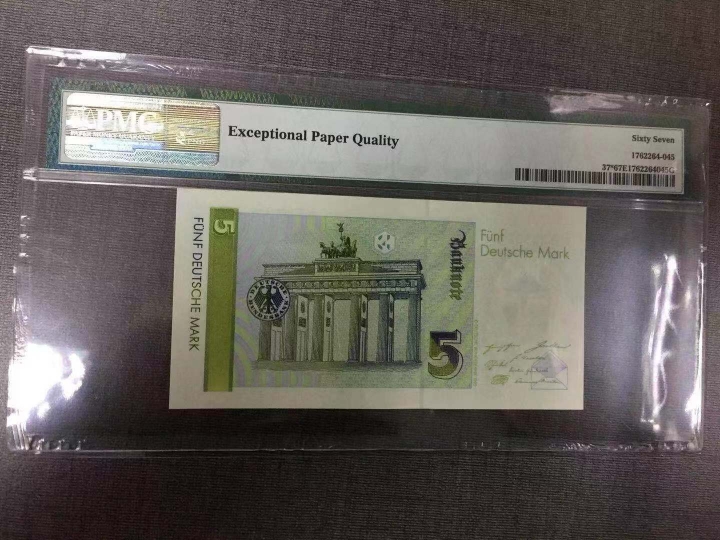 PMG
Exceptional Paper Quality
Sixty Seven
1762264-045
37*67E1762264045G
5
FÜNF DEUTSCHE MARK
Banknote
5
Fünf
Deutsche Mark